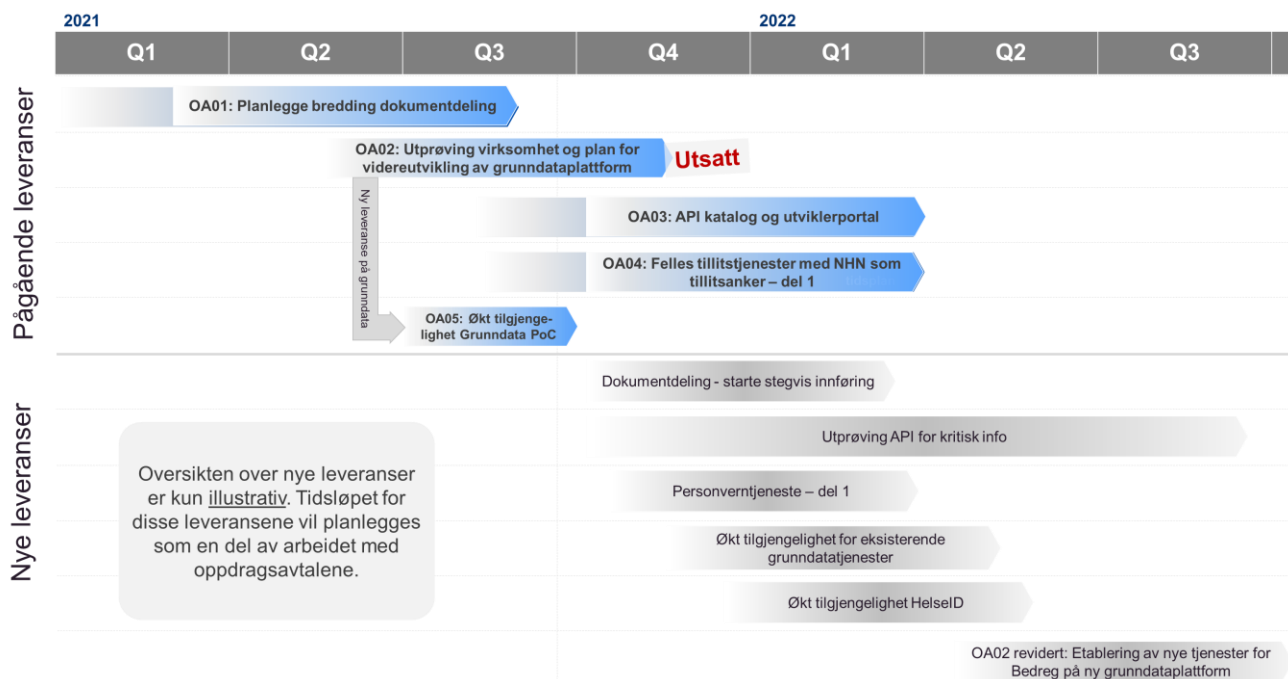 2021
2022
Q1
Q2
Q3
Q4
Q1
Q2
Q3
Pågående leveranser
OA01: Planlegge bredding dokumentdeling
OA02: Utprøving virksomhet og plan for
videreutvikling av grunndataplattform
Utsatt
Ny leveranse på grunndata
OA03: API katalog og utviklerportal
OA04: Felles tillitstjenester med NHN som
tillitsanker – del 1
OA05: Økt tilgjenge-
lighet Grunndata PoC
Nye leveranser
Dokumentdeling - starte stegvis innføring
Utprøving API for kritisk info
Personverntjeneste – del 1
Økt tilgjengelighet for eksisterende
grunndatatjenester
Økt tilgjengelighet HelseID
OA02 revidert: Etablering av nye tjenester for
Bedreg på ny grunndataplattform
Oversikten over nye leveranser
er kun illustrativ. Tidsløpet for
disse leveransene vil planlegges
som en del av arbeidet med
oppdragsavtalene.